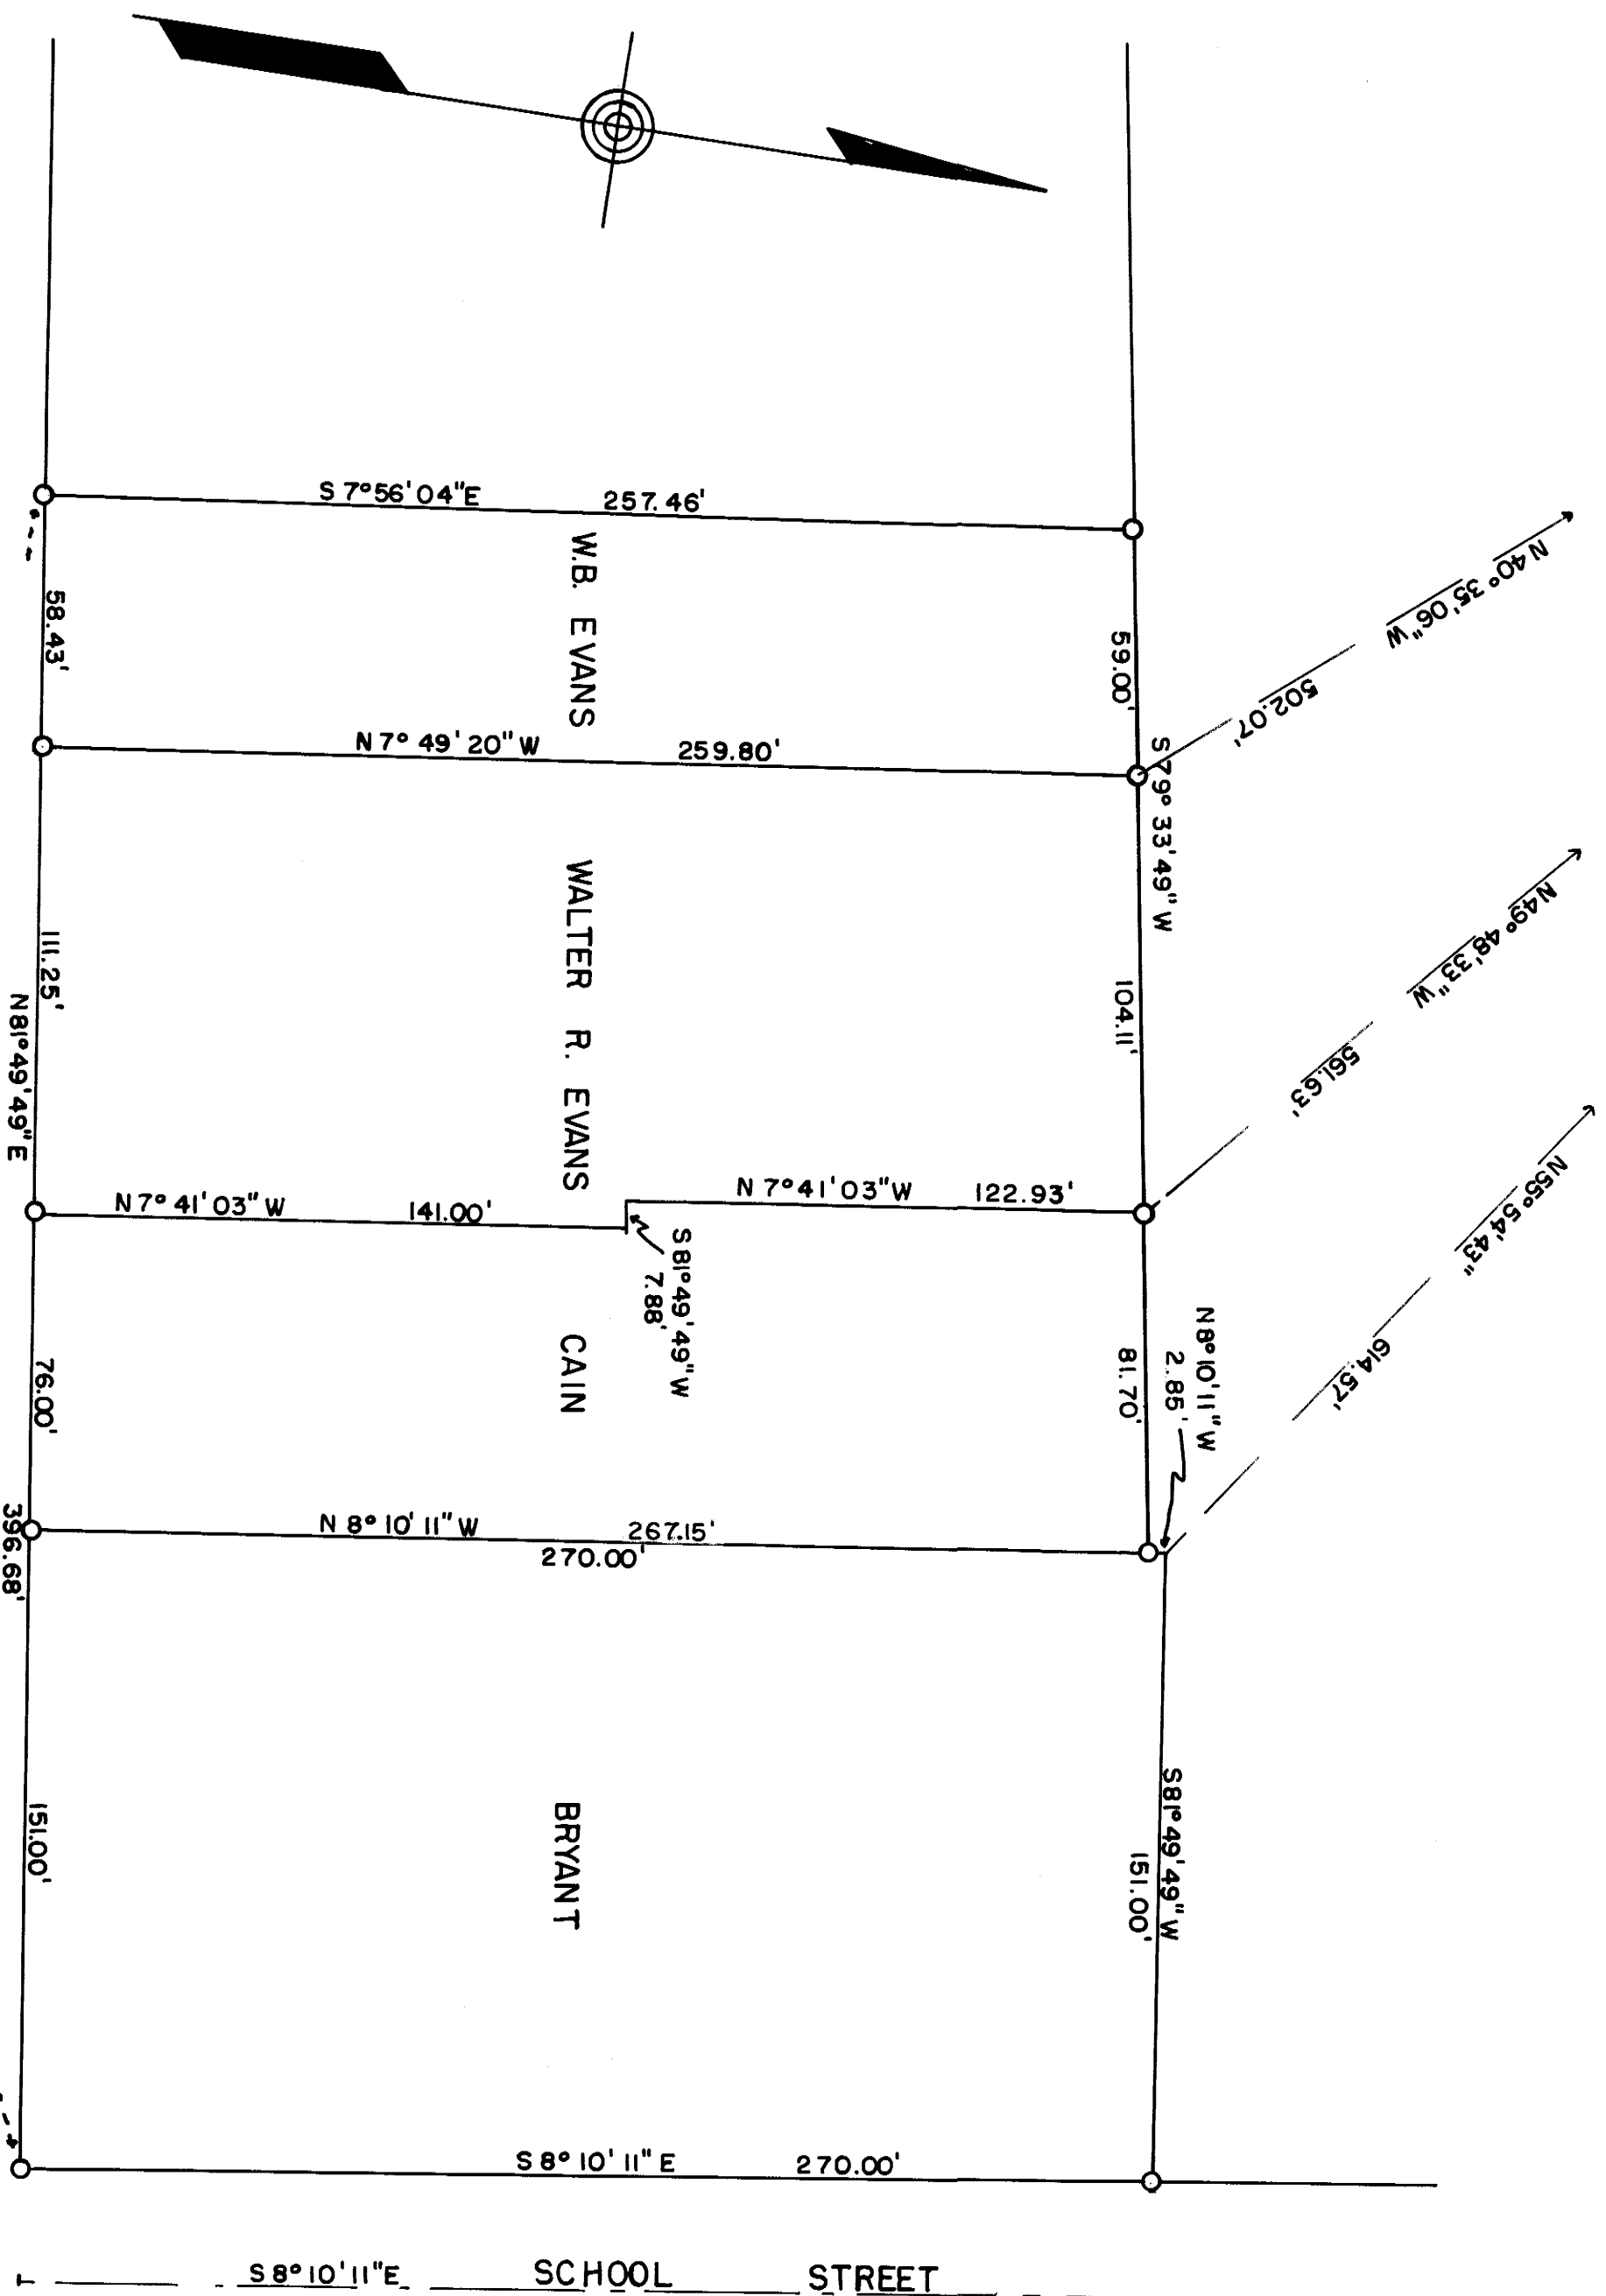 S 7° 56' 04" E 257.46'
W.B. EVANS
58.43'
59.00'
N 40° 35' 06" W
502.07'
N 7° 49' 20" W 259.80'
S 79° 33' 49" W
WALTER R. EVANS
111.25'
104.11'
N 49° 48' 33" W
561.63'
N 81° 49' 49" E
N 7° 41' 03" W 141.00'
N 7° 41' 03" W 122.93'
S 81° 49' 49" W
7.88'
CAIN
76.00'
81.70'
N 8° 10' 11" W
2.85'
N 55° 54' 43"
614.57'
396.68'
N 8° 10' 11" W 267.15'
270.00'
BRYANT
151.00'
S 81° 49' 49" W
151.00'
S 8° 10' 11" E 270.00'
S 8° 10' 11" E SCHOOL STREET